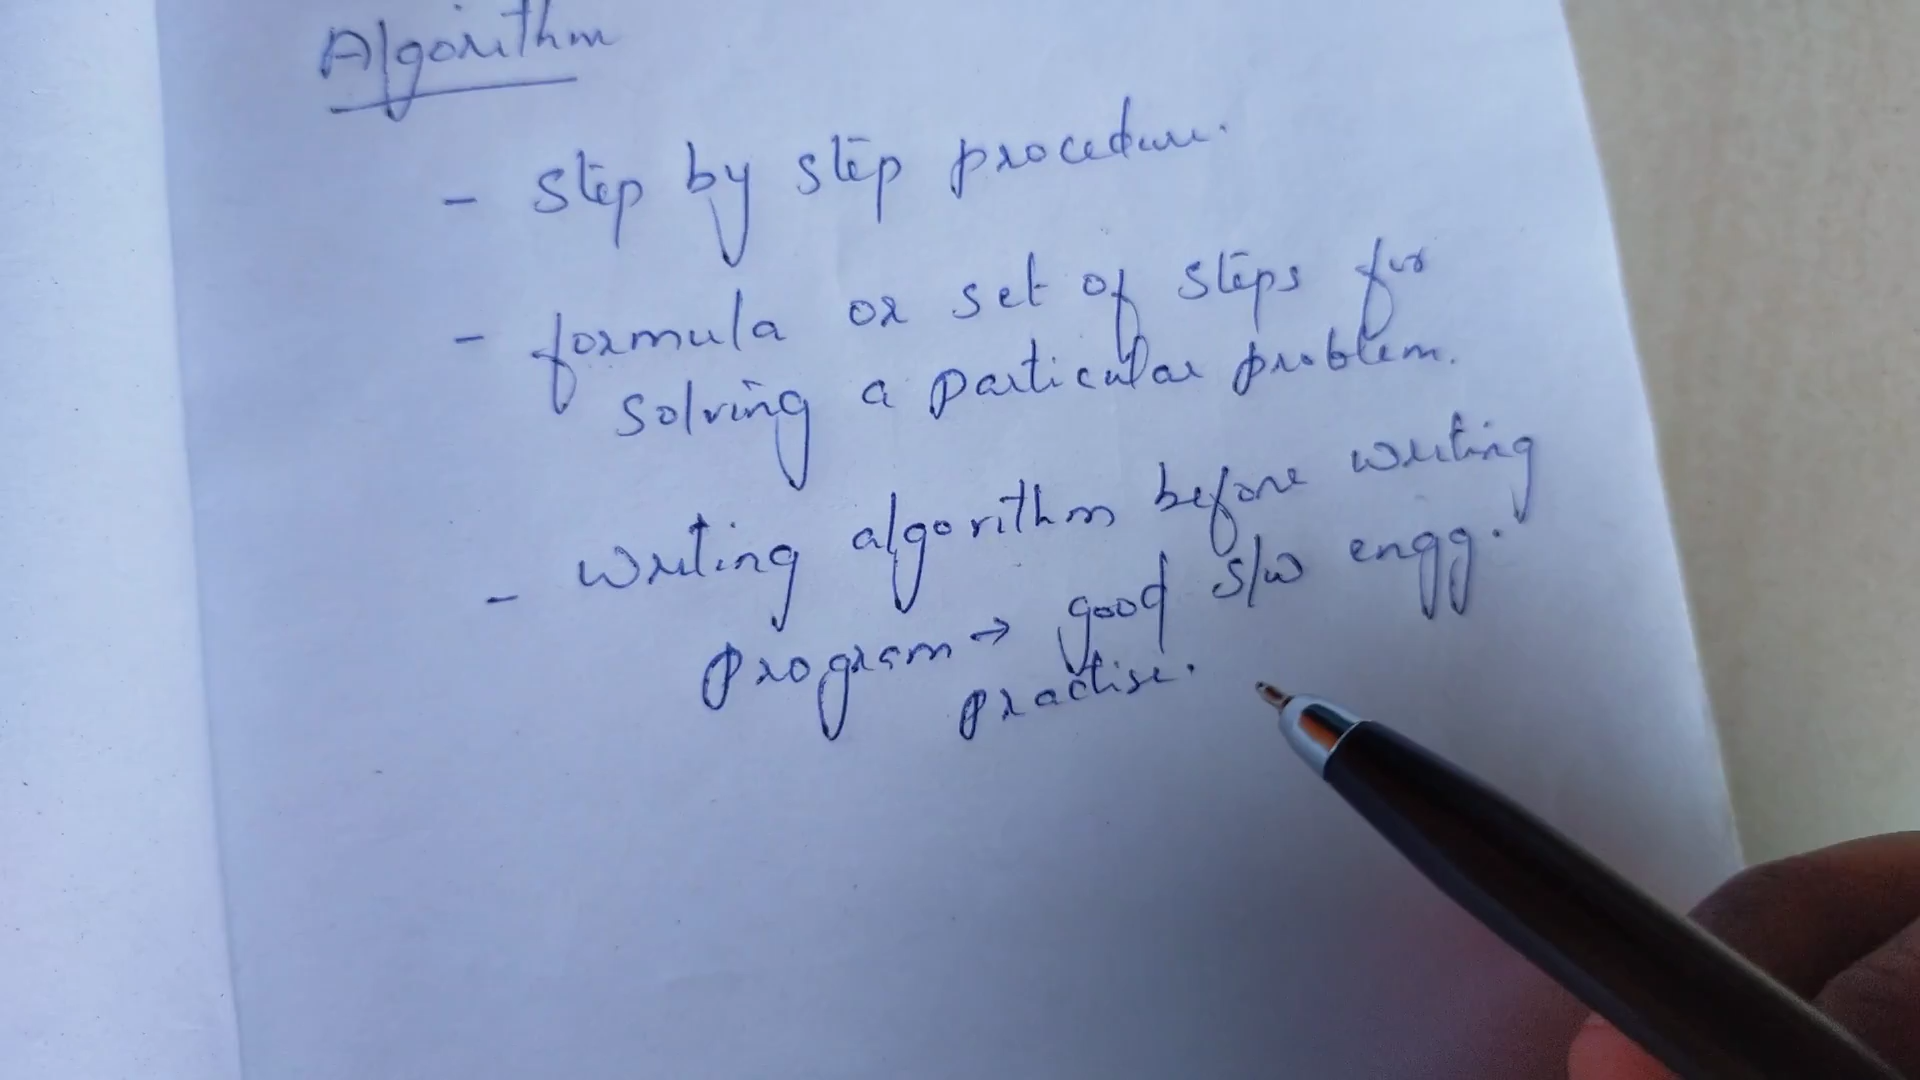 Algorithm
- Step by step procedure.
- formula or set of steps for
solving a particular problem.
- writing algorithm before writing
program → good s/w engg.
practise.